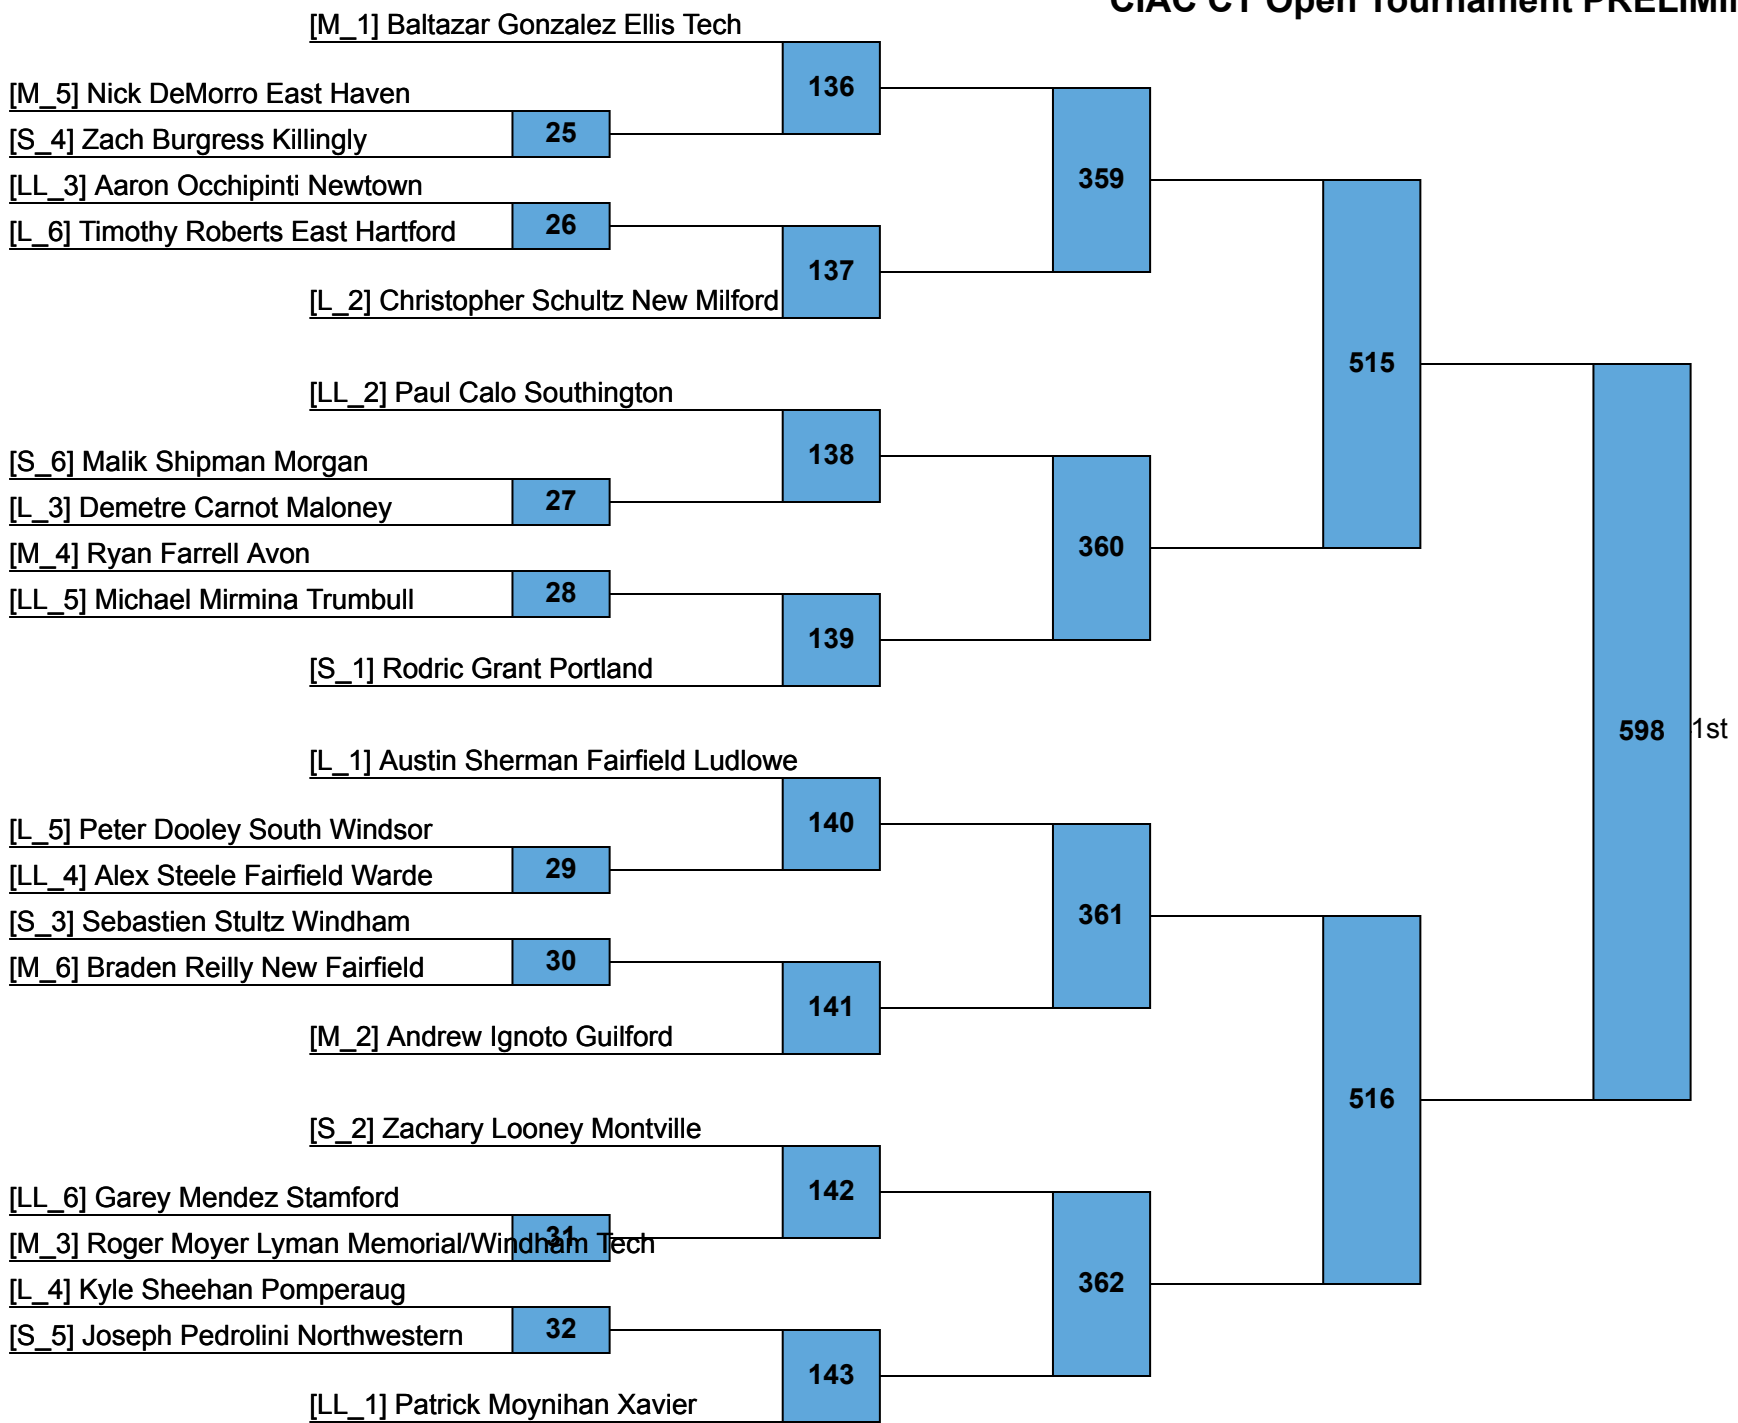 CIAC CT Open Tournament
[M_1] Baltazar Gonzalez Ellis Tech
136
[M_5] Nick DeMorro East Haven
25
[S_4] Zach Burgress Killingly
359
[LL_3] Aaron Occhipinti Newtown
26
[L_6] Timothy Roberts East Hartford
137
[L_2] Christopher Schultz New Milford
515
[LL_2] Paul Calo Southington
138
[S_6] Malik Shipman Morgan
27
[L_3] Demetre Carnot Maloney
360
[M_4] Ryan Farrell Avon
28
[LL_5] Michael Mirmina Trumbull
139
[S_1] Rodric Grant Portland
598 1st
[L_1] Austin Sherman Fairfield Ludlowe
140
[L_5] Peter Dooley South Windsor
29
[LL_4] Alex Steele Fairfield Warde
361
[S_3] Sebastien Stultz Windham
30
[M_6] Braden Reilly New Fairfield
141
[M_2] Andrew Ignoto Guilford
516
[S_2] Zachary Looney Montville
142
[LL_6] Garey Mendez Stamford
31
[M_3] Roger Moyer Lyman Memorial/Windham Tech
362
[L_4] Kyle Sheehan Pomperaug
32
[S_5] Joseph Pedrolini Northwestern
143
[LL_1] Patrick Moynihan Xavier